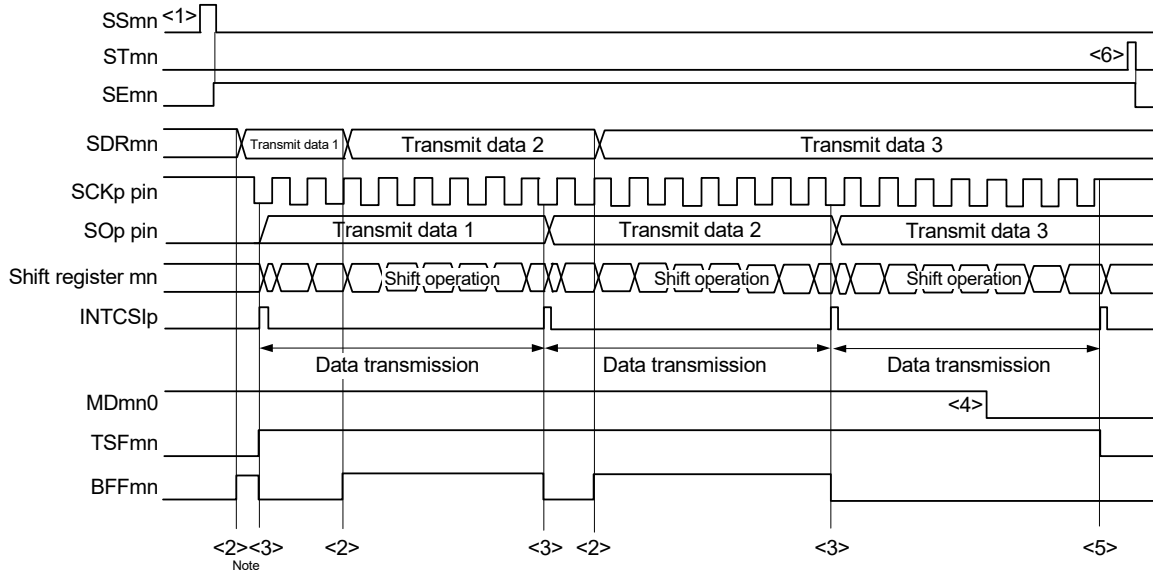 SSmn <1>
STmn <6>
SEmn
SDRmn Transmit data 1 Transmit data 2 Transmit data 3
SCKp pin
SOp pin Transmit data 1 Transmit data 2 Transmit data 3
Shift register mn Shift operation Shift operation Shift operation
INTCSIp
Data transmission Data transmission Data transmission
MDmn0 <4>
TSFmn
BFFmn
<2> <3> <2> <3> <2> <3> <5>
Note